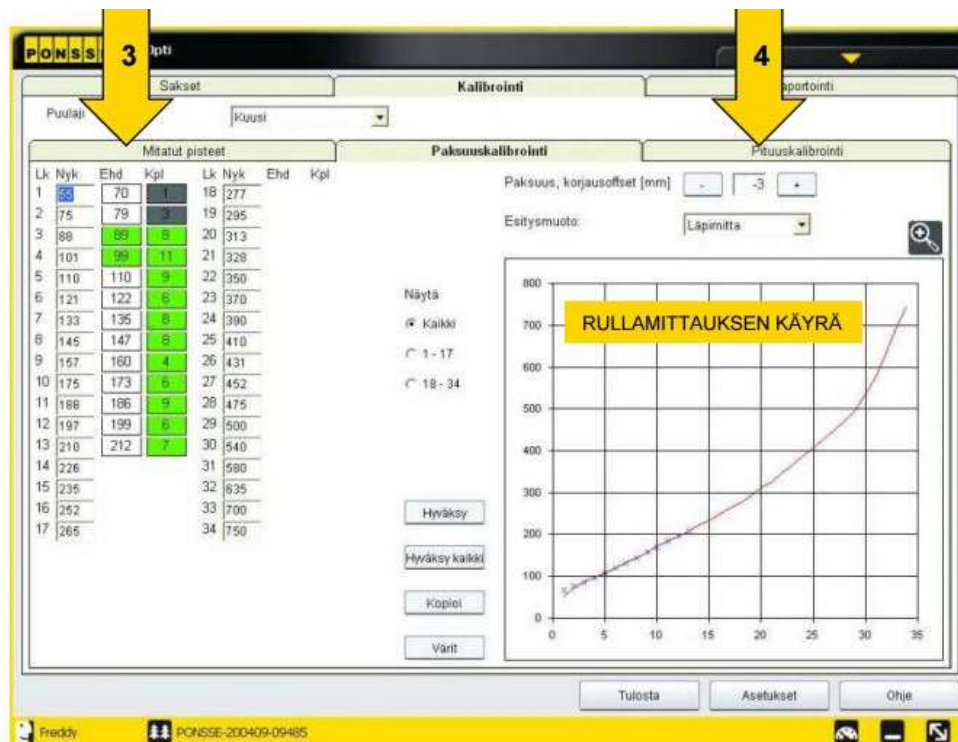 3
4
PONSS
Opti
Sakset
Kalibrointi
aportointi
Puulaji
Kuusi
Mitatut pisteet
Paksuuskalibrointi
Pituuskalibrointi
Lk Nyk Ehd Kpl Lk Nyk Ehd Kpl
1 55 70 1 18 277
2 75 79 3 19 295
3 88 89 8 20 313
4 101 99 11 21 328
5 110 110 9 22 350
6 121 122 6 23 370
7 133 135 8 24 390
8 145 147 8 25 410
9 157 160 4 26 431
10 175 173 6 27 452
11 188 186 9 28 475
12 197 199 6 29 500
13 210 212 7 30 540
14 226 31 580
15 235 32 635
16 252 33 700
17 265 34 750
Paksuus, korjausoffset [mm] - -3 +
Esitysmuoto: Läpimitta
Näytä
Kaikki
1 - 17
18 - 34
Hyväksy
Hyväksy kaikki
Kopioi
Värit
RULLAMITTAUKSEN KÄYRÄ
800
700
600
500
400
300
200
100
0
0 5 10 15 20 25 30 35
Tulosta Asetukset Ohje
Freddy PONSSE-200409-09485